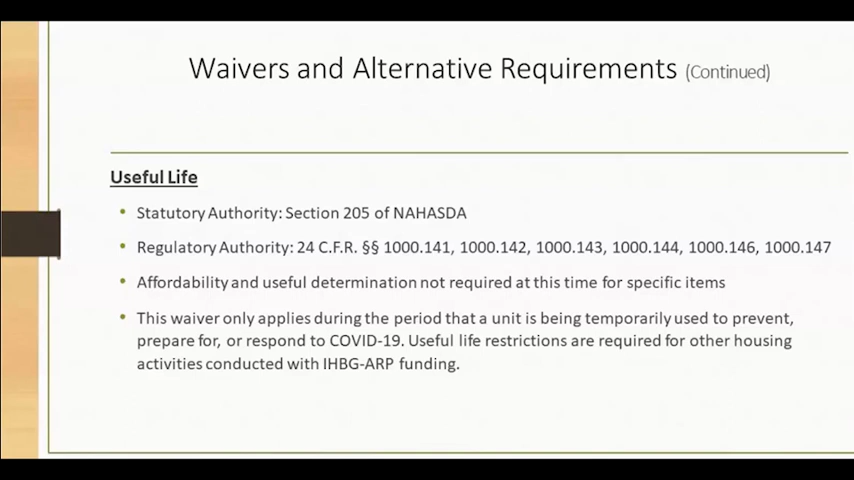 Waivers and Alternative Requirements (Continued)
Useful Life
• Statutory Authority: Section 205 of NAHASDA
• Regulatory Authority: 24 C.F.R. §§ 1000.141, 1000.142, 1000.143, 1000.144, 1000.146, 1000.147
• Affordability and useful determination not required at this time for specific items
• This waiver only applies during the period that a unit is being temporarily used to prevent,
prepare for, or respond to COVID-19. Useful life restrictions are required for other housing
activities conducted with IHBG-ARP funding.